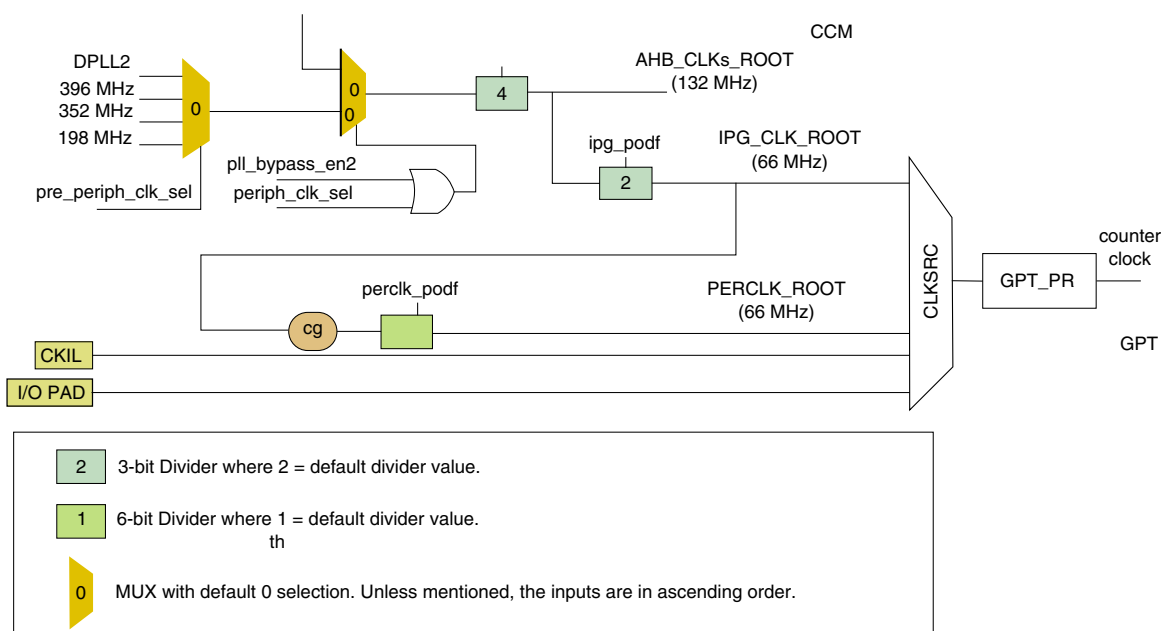 CCM
DPLL2
396 MHz
352 MHz
198 MHz
0
pre_periph_clk_sel
0
0
pll_bypass_en2
periph_clk_sel
4
AHB_CLKs_ROOT
(132 MHz)
ipg_podf
2
IPG_CLK_ROOT
(66 MHz)
perclk_podf
cg
PERCLK_ROOT
(66 MHz)
CKIL
I/O PAD
CLKSRC
GPT_PR
counter
clock
GPT
2 3-bit Divider where 2 = default divider value.
1 6-bit Divider where 1 = default divider value.
th
0 MUX with default 0 selection. Unless mentioned, the inputs are in ascending order.